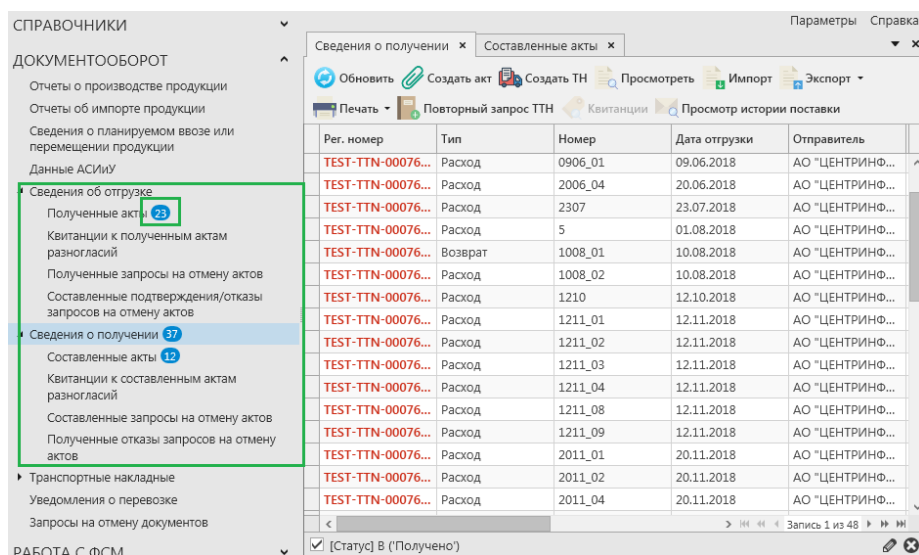 СПРАВОЧНИКИ
ДОКУМЕНТООБОРОТ
Отчеты о производстве продукции
Отчеты об импорте продукции
Сведения о планируемом ввозе или
перемещении продукции
Данные АСИиУ
Сведения об отгрузке
Полученные акты 23
Квитанции к полученным актам
разногласий
Полученные запросы на отмену актов
Составленные подтверждения/отказы
запросов на отмену актов
Сведения о получении 37
Составленные акты 12
Квитанции к составленным актам
разногласий
Составленные запросы на отмену актов
Полученные отказы запросов на отмену
актов
Транспортные накладные
Уведомления о перевозке
Запросы на отмену документов
РАБОТА С ФСМ
Параметры Справка
Сведения о получении × Составленные акты ×
Обновить Создать акт Создать ТН Просмотреть Импорт Экспорт
Печать Повторный запрос ТТН Квитанции Просмотр истории поставки
Рег. номер Тип Номер Дата отгрузки Отправитель
TEST-TTN-00076... Расход 0906_01 09.06.2018 АО "ЦЕНТРИНФ...
TEST-TTN-00076... Расход 2006_04 20.06.2018 АО "ЦЕНТРИНФ...
TEST-TTN-00076... Расход 2307 23.07.2018 АО "ЦЕНТРИНФ...
TEST-TTN-00076... Расход 5 01.08.2018 АО "ЦЕНТРИНФ...
TEST-TTN-00076... Возврат 1008_01 10.08.2018 АО "ЦЕНТРИНФ...
TEST-TTN-00076... Расход 1008_02 10.08.2018 АО "ЦЕНТРИНФ...
TEST-TTN-00076... Расход 1210 12.10.2018 АО "ЦЕНТРИНФ...
TEST-TTN-00076... Расход 1211_01 12.11.2018 АО "ЦЕНТРИНФ...
TEST-TTN-00076... Расход 1211_02 12.11.2018 АО "ЦЕНТРИНФ...
TEST-TTN-00076... Расход 1211_03 12.11.2018 АО "ЦЕНТРИНФ...
TEST-TTN-00076... Расход 1211_04 12.11.2018 АО "ЦЕНТРИНФ...
TEST-TTN-00076... Расход 1211_08 12.11.2018 АО "ЦЕНТРИНФ...
TEST-TTN-00076... Расход 1211_09 12.11.2018 АО "ЦЕНТРИНФ...
TEST-TTN-00076... Расход 2011_01 20.11.2018 АО "ЦЕНТРИНФ...
TEST-TTN-00076... Расход 2011_02 20.11.2018 АО "ЦЕНТРИНФ...
TEST-TTN-00076... Расход 2011_04 20.11.2018 АО "ЦЕНТРИНФ...
Запись 1 из 48
[Статус] В ('Получено')